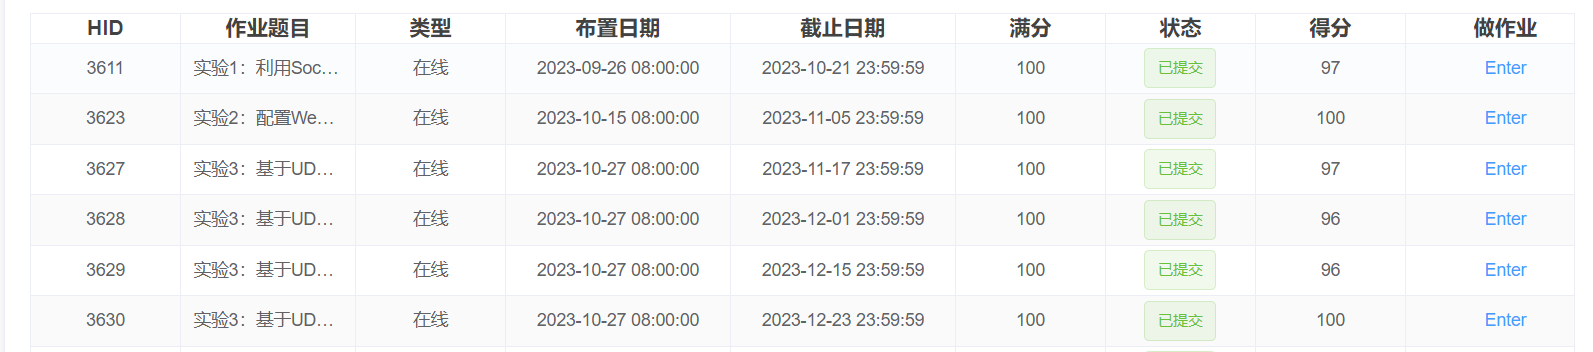 HID 作业题目 类型 布置日期 截止日期 满分 状态 得分 做作业
3611 实验1：利用Soc... 在线 2023-09-26 08:00:00 2023-10-21 23:59:59 100 已提交 97 Enter
3623 实验2：配置We... 在线 2023-10-15 08:00:00 2023-11-05 23:59:59 100 已提交 100 Enter
3627 实验3：基于UD... 在线 2023-10-27 08:00:00 2023-11-17 23:59:59 100 已提交 97 Enter
3628 实验3：基于UD... 在线 2023-10-27 08:00:00 2023-12-01 23:59:59 100 已提交 96 Enter
3629 实验3：基于UD... 在线 2023-10-27 08:00:00 2023-12-15 23:59:59 100 已提交 96 Enter
3630 实验3：基于UD... 在线 2023-10-27 08:00:00 2023-12-23 23:59:59 100 已提交 100 Enter